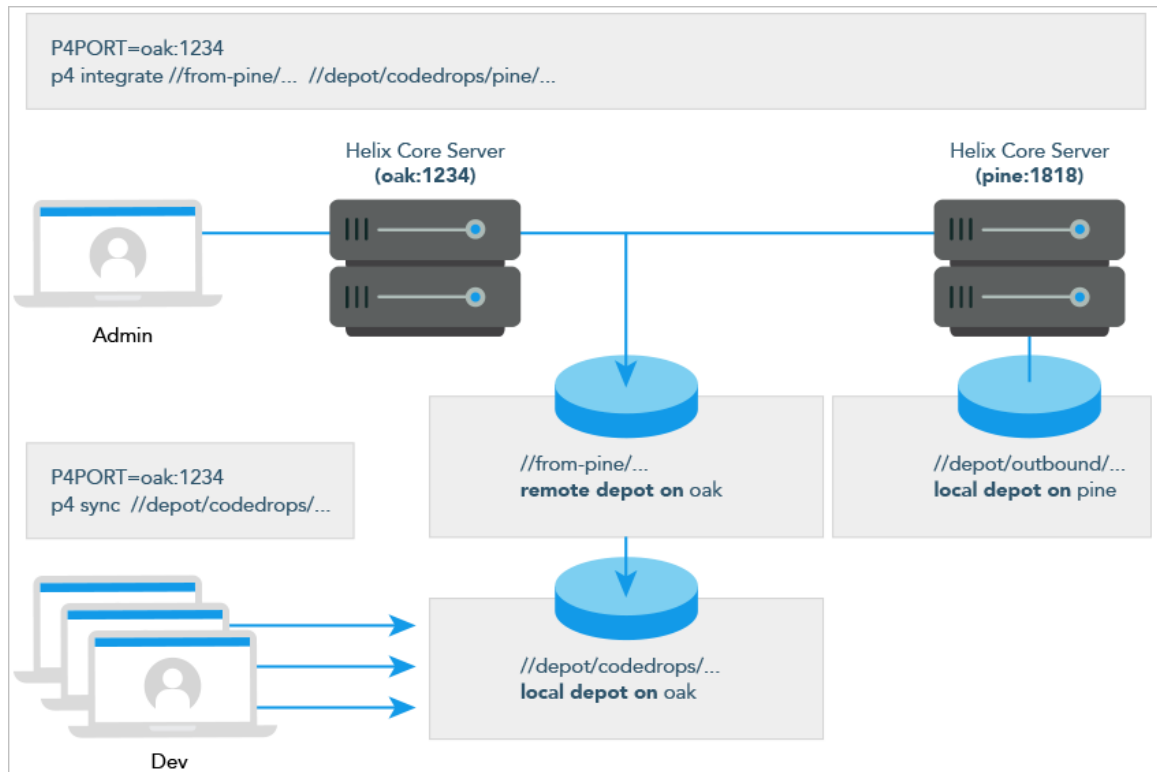 P4PORT=oak:1234
p4 integrate //from-pine/... //depot/codedrops/pine/...
Helix Core Server
(oak:1234)
Helix Core Server
(pine:1818)
Admin
//from-pine/...
remote depot on oak
//depot/outbound/...
local depot on pine
P4PORT=oak:1234
p4 sync //depot/codedrops/...
//depot/codedrops/...
local depot on oak
Dev